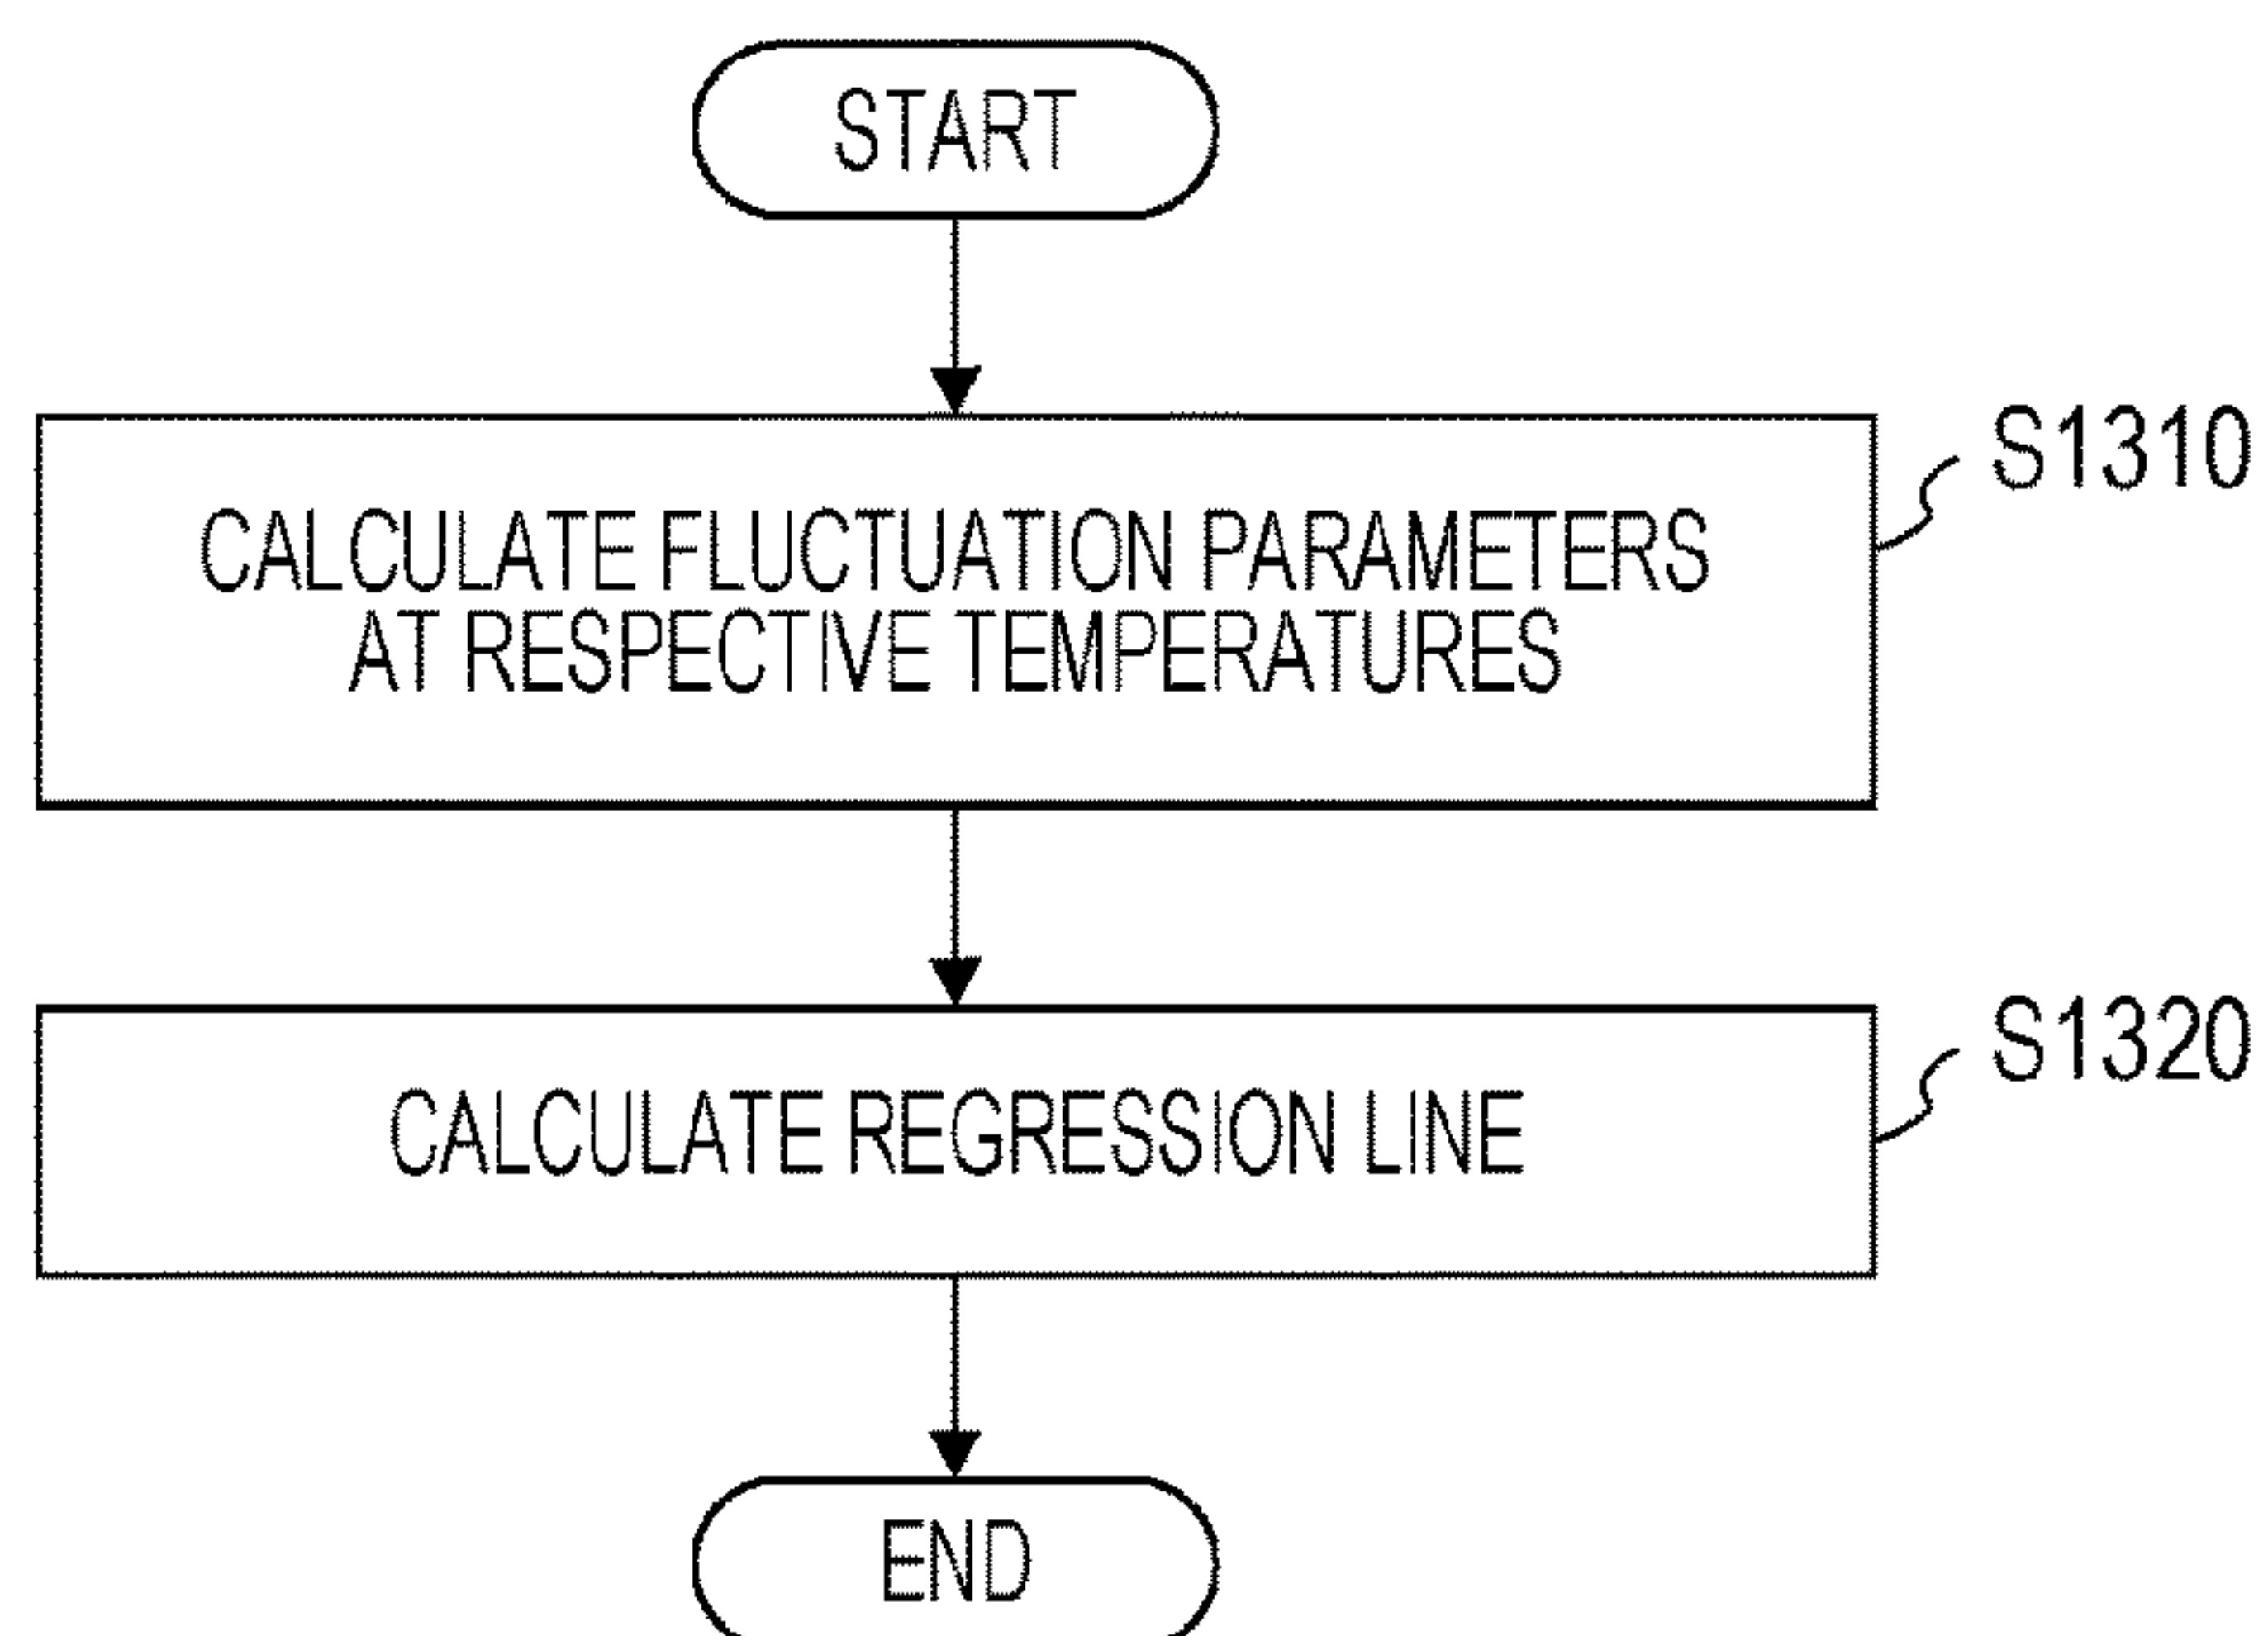 START
S1310
CALCULATE FLUCTUATION PARAMETERS
AT RESPECTIVE TEMPERATURES
S1320
CALCULATE REGRESSION LINE
END